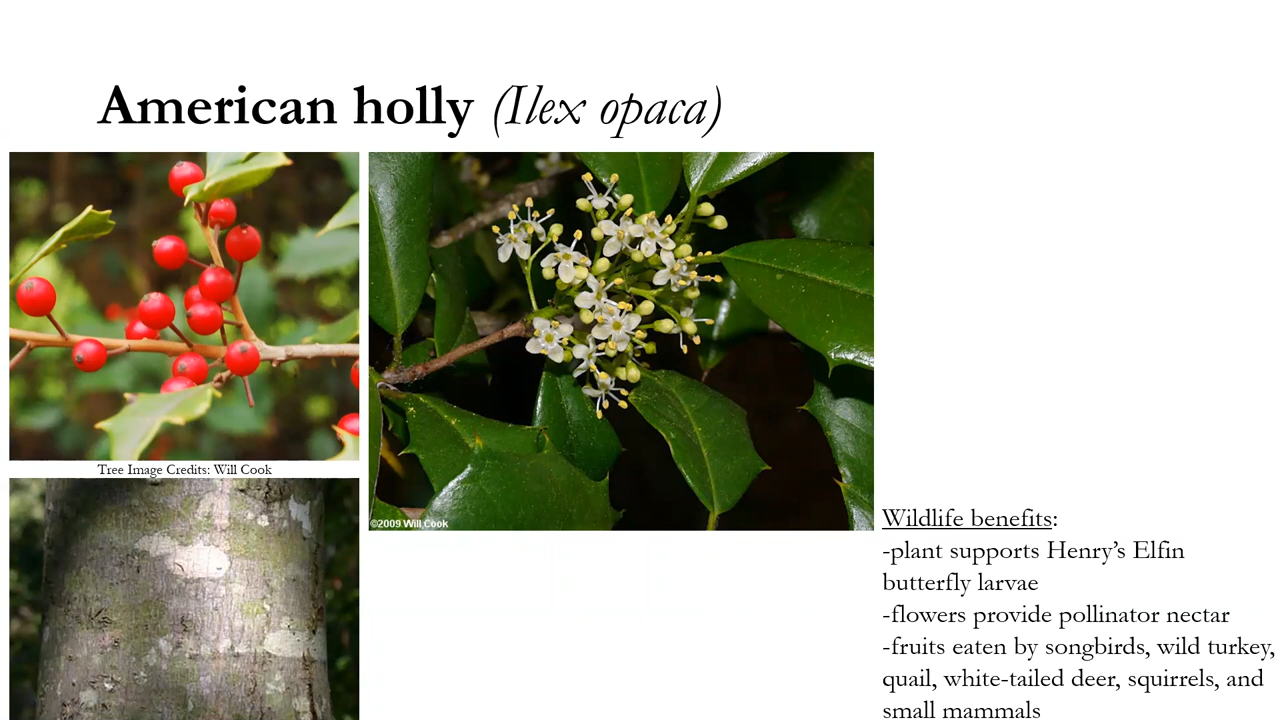 American holly (Ilex opaca)
Tree Image Credits: Will Cook
©2009 Will Cook
Wildlife benefits:
-plant supports Henry’s Elfin
butterfly larvae
-flowers provide pollinator nectar
-fruits eaten by songbirds, wild turkey,
quail, white-tailed deer, squirrels, and
small mammals